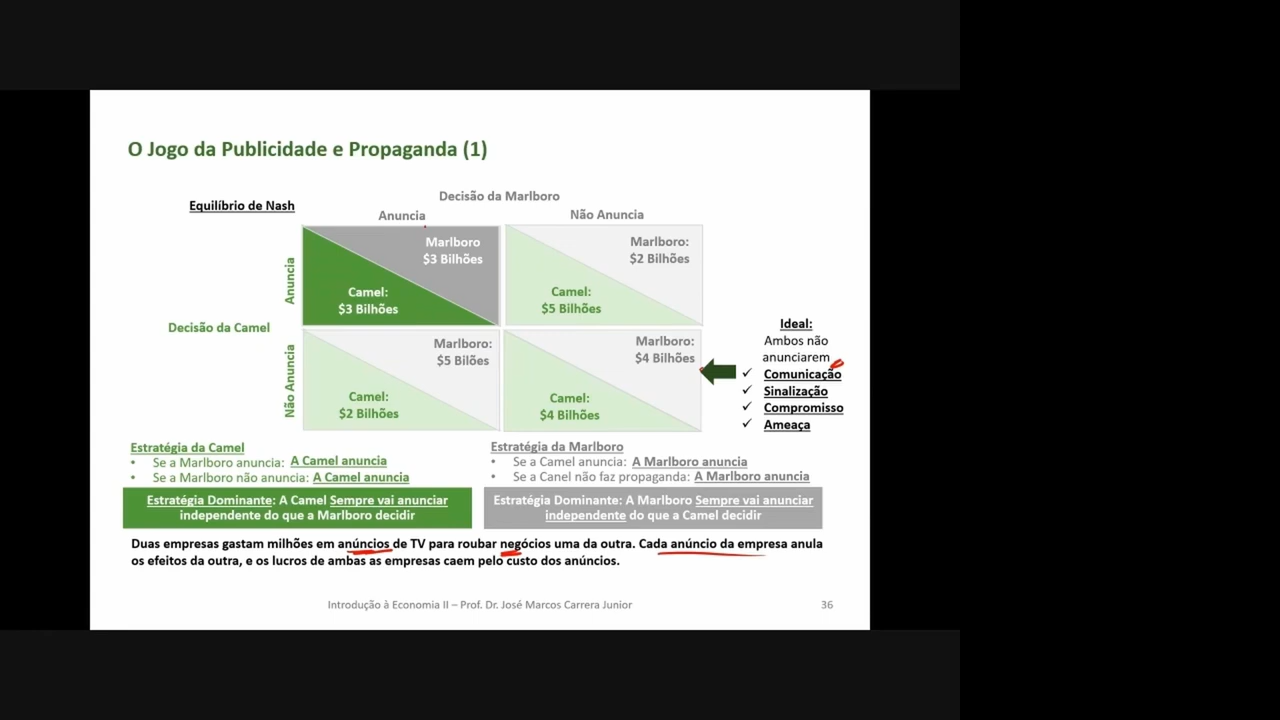 O Jogo da Publicidade e Propaganda (1)
Decisão da Marlboro
Equilíbrio de Nash
Anuncia
Não Anuncia
Marlboro
$3 Bilhões
Camel:
$3 Bilhões
Marlboro:
$2 Bilhões
Camel:
$5 Bilhões
Anuncia
Decisão da Camel
Não Anuncia
Marlboro:
$5 Bilões
Camel:
$2 Bilhões
Marlboro:
$4 Bilhões
Camel:
$4 Bilhões
Ideal:
Ambos não
anunciarem
✓ Comunicação
✓ Sinalização
✓ Compromisso
✓ Ameaça
Estratégia da Camel
• Se a Marlboro anuncia: A Camel anuncia
• Se a Marlboro não anuncia: A Camel anuncia
Estratégia Dominante: A Camel Sempre vai anunciar
independente do que a Marlboro decidir
Estratégia da Marlboro
• Se a Camel anuncia: A Marlboro anuncia
• Se a Canel não faz propaganda: A Marlboro anuncia
Estratégia Dominante: A Marlboro Sempre vai anunciar
independente do que a Camel decidir
Duas empresas gastam milhões em anúncios de TV para roubar negócios uma da outra. Cada anúncio da empresa anula
os efeitos da outra, e os lucros de ambas as empresas caem pelo custo dos anúncios.
Introdução à Economia II – Prof. Dr. José Marcos Carrera Junior
36